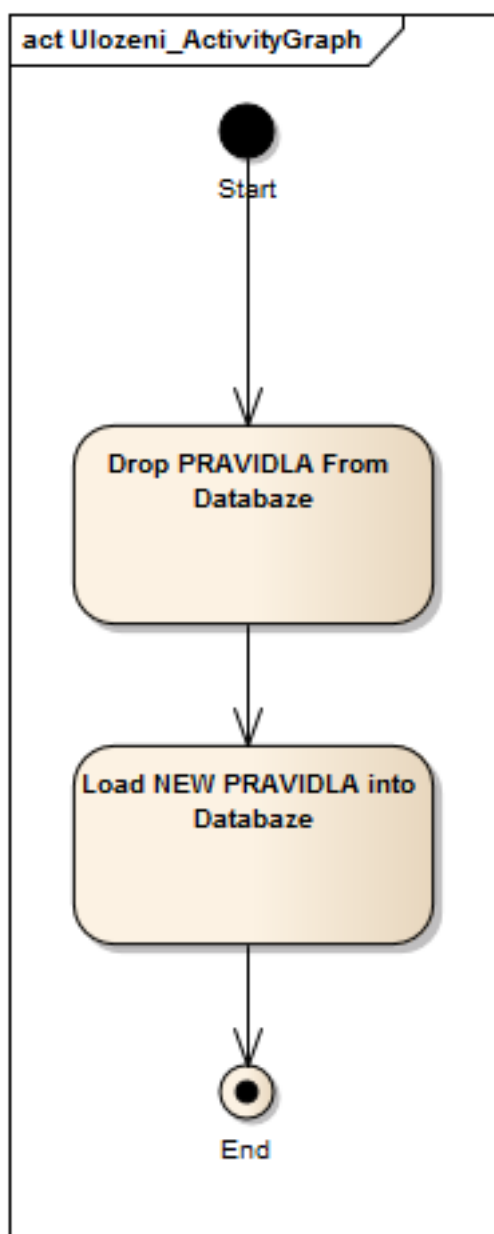 act Ulozeni_ActivityGraph
Start
Drop PRAVIDLA From
Databaze
Load NEW PRAVIDLA into
Databaze
End